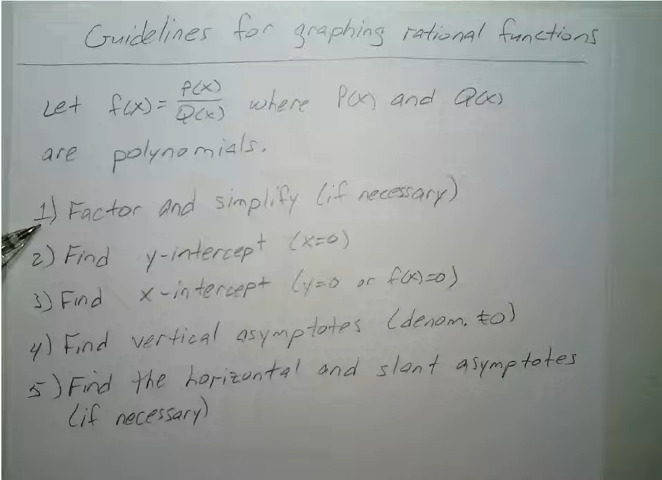 Guidelines for graphing rational functions
Let f(x) = P(x)/Q(x) where P(x) and Q(x)
are polynomials.
1) Factor and simplify (if necessary)
2) Find y-intercept (x=0)
3) Find x-intercept (y=0 or f(x)=0)
4) Find vertical asymptotes (denom. ≠0)
5) Find the horizontal and slant asymptotes
(if necessary)